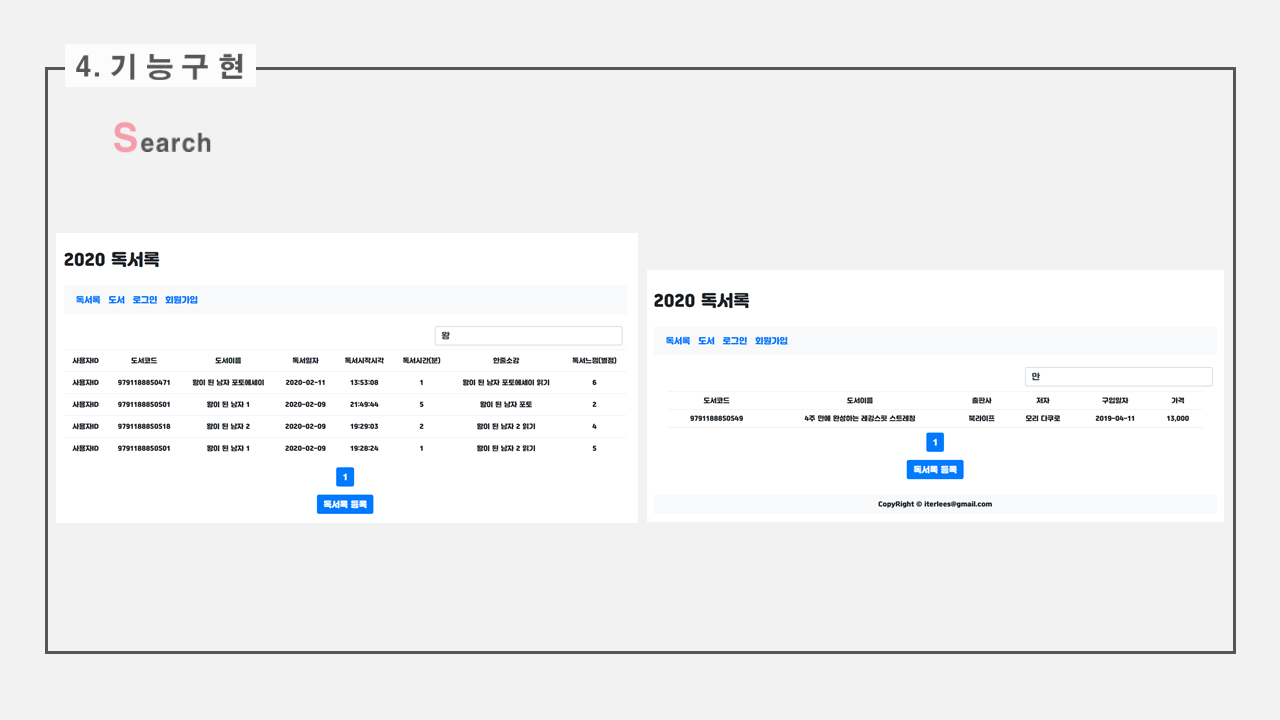 4. 기 능 구 현
Search
2020 독서록
독서록 도서 로그인 회원가입
왕
사용자ID 도서코드 도서이름 독서일자 독서시작시각 독서시간(분) 한줄소감 독서느낌(별점)
사용자ID 9791188850471 왕이 된 남자 포토에세이 2020-02-11 13:53:08 1 왕이 된 남자 포토에세이 읽기 6
사용자ID 9791188850501 왕이 된 남자 1 2020-02-09 21:49:44 5 왕이 된 남자 포토 2
사용자ID 9791188850518 왕이 된 남자 2 2020-02-09 19:29:03 2 왕이 된 남자 2 읽기 4
사용자ID 9791188850501 왕이 된 남자 1 2020-02-09 19:28:24 1 왕이 된 남자 2 읽기 5
1
독서록 등록
2020 독서록
독서록 도서 로그인 회원가입
만
도서코드 도서이름 출판사 저자 구입일자 가격
9791188850549 4주 만에 완성하는 레깅스핏 스트레칭 북라이프 모리 다쿠로 2019-04-11 13,000
1
독서록 등록
CopyRight © iterlees@gmail.com